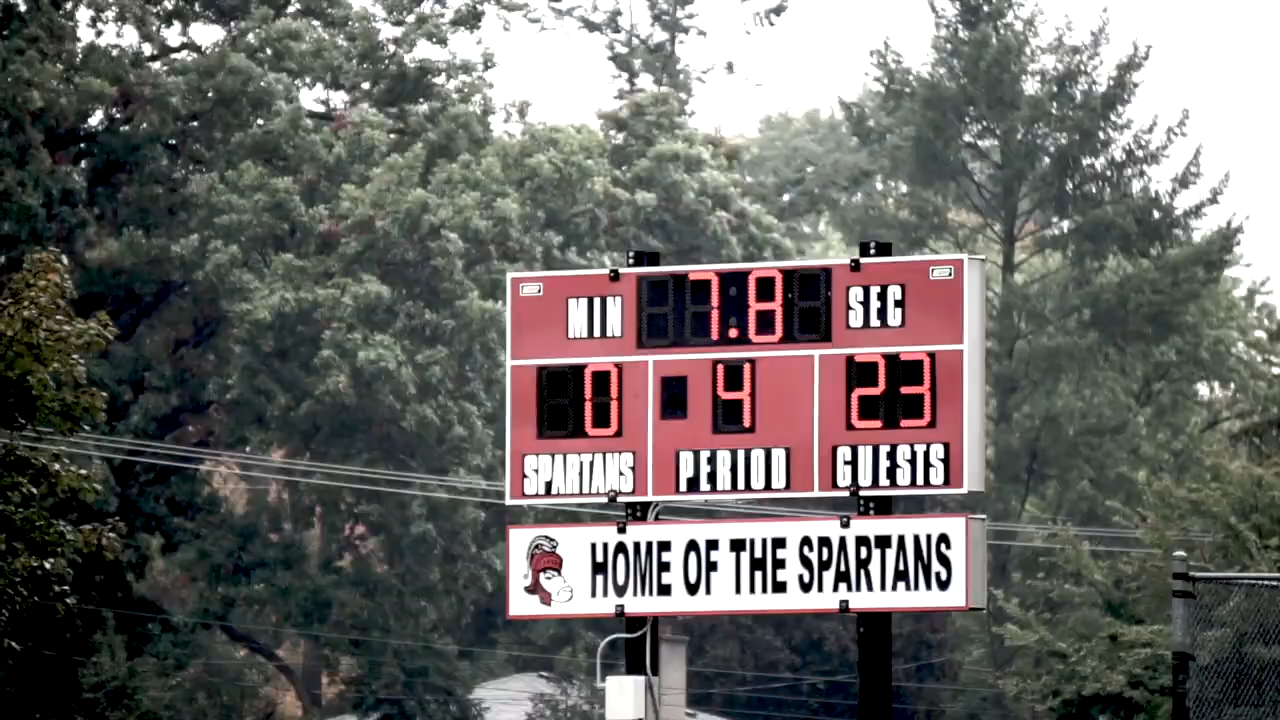 MIN 7.8 SEC
0 4 23
SPARTANS PERIOD GUESTS
HOME OF THE SPARTANS